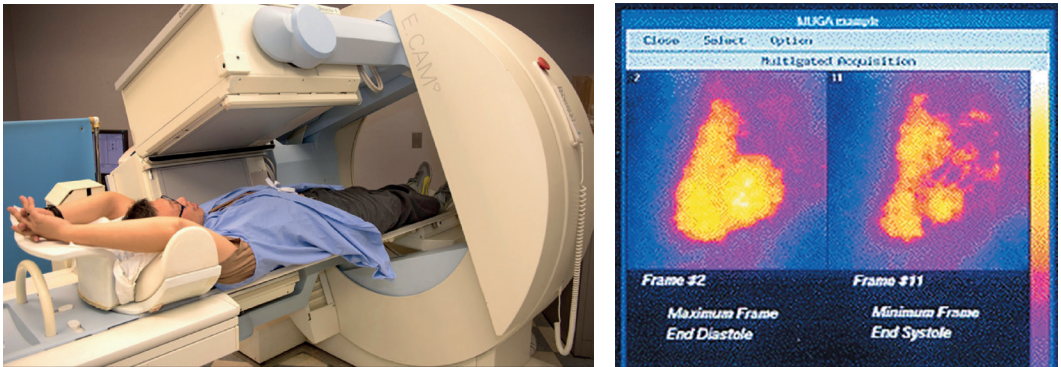 E.CAM®
MUGA example
Close Select Option
Multigated Acquisition
2
11
Frame #2
Frame #11
Maximum Frame
End Diastole
Minimum Frame
End Systole